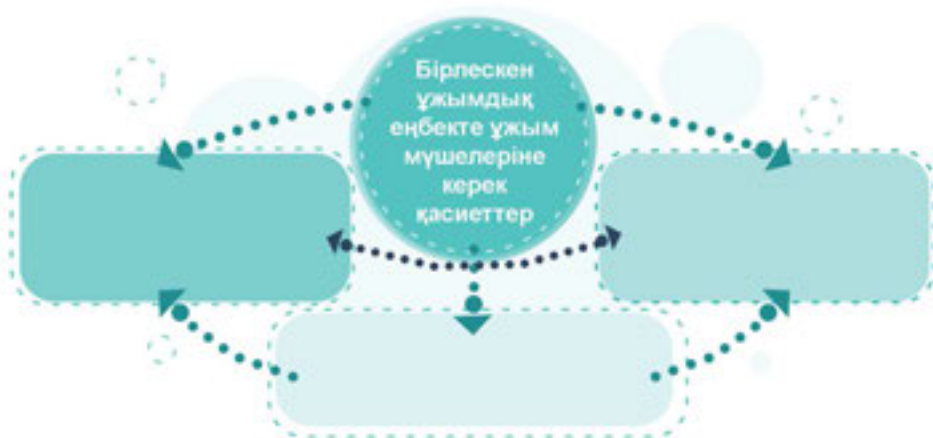 Бірлескен
ұжымдық
еңбекте ұжым
мүшелеріне
керек
қасиеттер